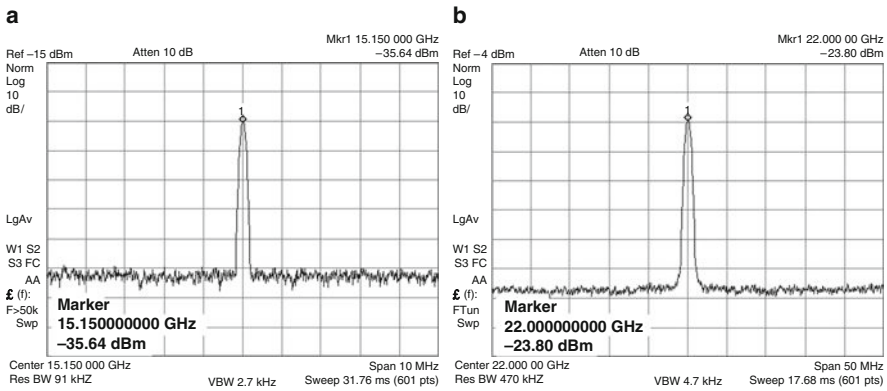 a
Mkr1 15.150 000 GHz
Ref –15 dBm Atten 10 dB –35.64 dBm
Norm
Log
10
dB/
1
LgAv
W1 S2
S3 FC
AA
£ (f):
F>50k
Swp
Marker
15.150000000 GHz
–35.64 dBm
Center 15.150 000 GHz Span 10 MHz
Res BW 91 kHZ VBW 2.7 kHz Sweep 31.76 ms (601 pts)
b
Mkr1 22.000 00 GHz
Ref –4 dBm Atten 10 dB –23.80 dBm
Norm
Log
10
dB/
1
LgAv
W1 S2
S3 FC
AA
£ (f):
FTun
Swp
Marker
22.000000000 GHz
–23.80 dBm
Center 22.000 00 GHz Span 50 MHz
Res BW 470 kHZ VBW 4.7 kHz Sweep 17.68 ms (601 pts)